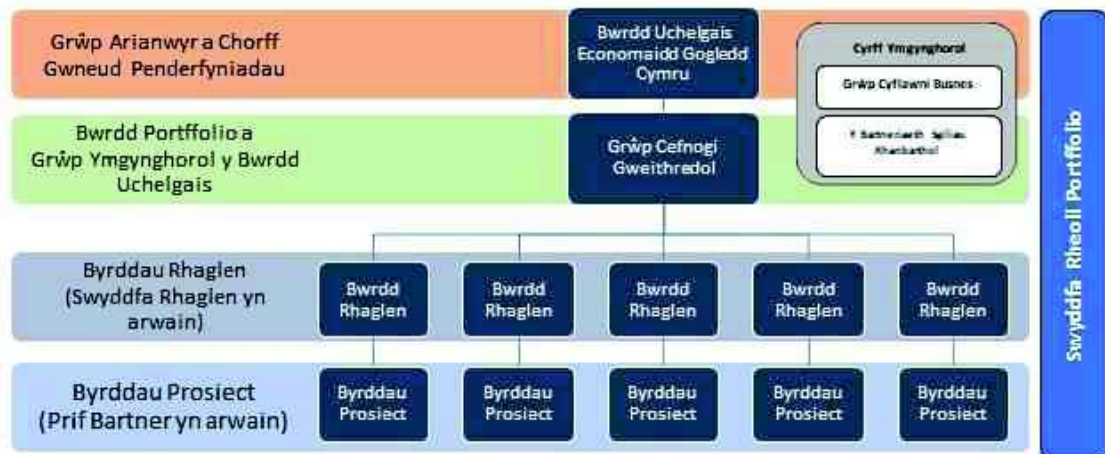 Grŵp Arianwyr a Chorff
Gwneud Penderfyniadau
Bwrdd Uchelgais
Economaidd Gogledd
Cymru
Cyrff Ymgynghorol
Grŵp Cyflawni Busnes
Y Bartneriaeth Sgiliau
Rhanbarthol
Bwrdd Portffolio a
Grŵp Ymgynghorol y Bwrdd
Uchelgais
Grŵp Cefnogi
Gweithredol
Byrddau Rhaglen
(Swyddfa Rhaglen yn
arwain)
Bwrdd
Rhaglen
Bwrdd
Rhaglen
Bwrdd
Rhaglen
Bwrdd
Rhaglen
Bwrdd
Rhaglen
Byrddau Prosiect
(Prif Bartner yn arwain)
Byrddau
Prosiect
Byrddau
Prosiect
Byrddau
Prosiect
Byrddau
Prosiect
Byrddau
Prosiect
Swyddfa Rheoli Portffolio